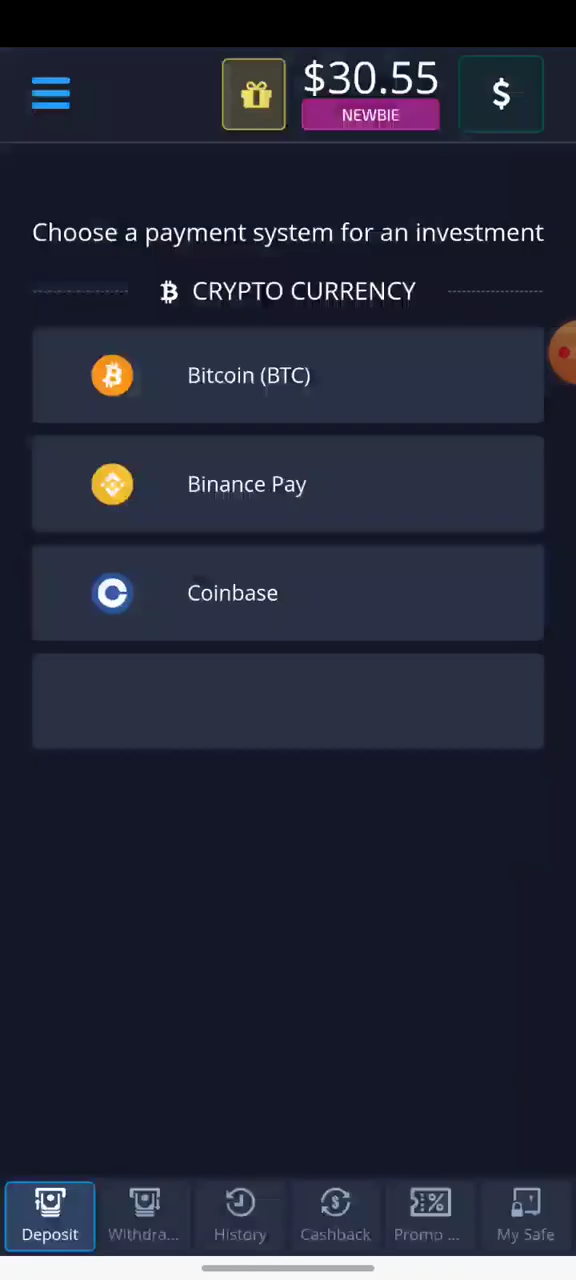 $30.55
NEWBIE
$
Choose a payment system for an investment
CRYPTO CURRENCY
Bitcoin (BTC)
Binance Pay
Coinbase
Deposit
Withdra...
History
Cashback
Promo ...
My Safe